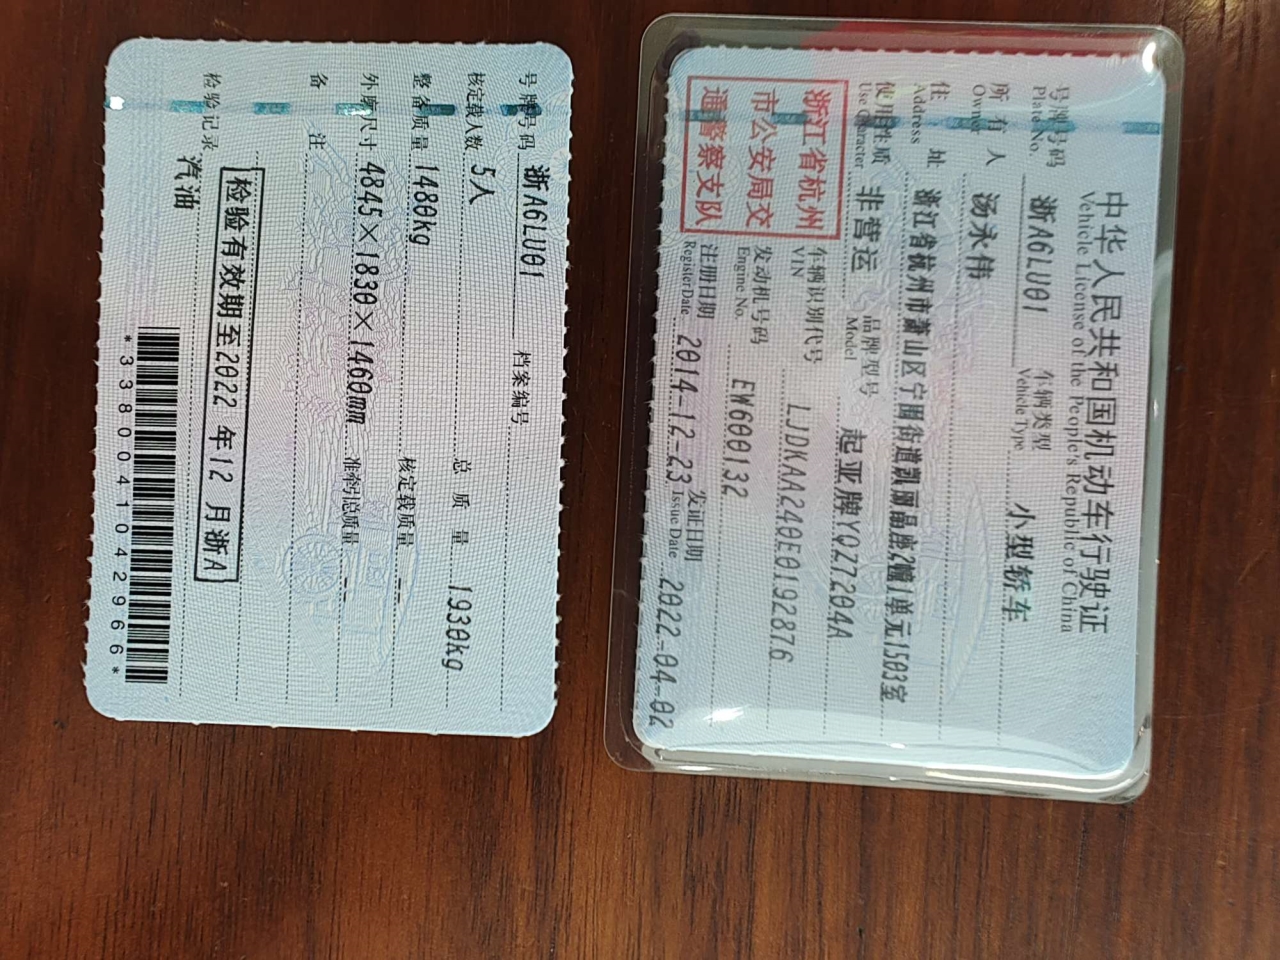 中华人民共和国机动车行驶证
Vehicle License of the People's Republic of China
号牌号码 浙A6LU01 车辆类型 小型轿车
Plate No. Vehicle Type
所有人 汤永伟
Owner
住址 浙江省杭州市萧山区宁围街道凯丽晶座2幢1单元1503室
Address
使用性质 非营运 品牌型号 起亚牌YQZ7204A
Use Character Model
浙江省杭州
市公安局交
通警察支队
车辆识别代号 LJDKAA240E0192876
VIN
发动机号码 EW600132
Engine No.
注册日期 2014-12-23 发证日期 2022-04-02
Register Date Issue Date
号牌号码 浙A6LU01 档案编号
核定载人数 5人 总质量 1930kg
整备质量 1480kg 核定载质量 --
外廓尺寸 4845×1830×1460mm 准牵引总质量 --
备注
检验有效期至2022年12月浙A
检验记录 汽油
*3380041042966*